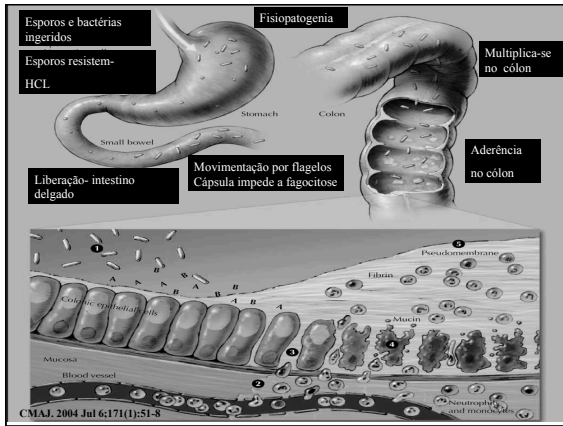 Fisiopatogenia
Esporos e bactérias
ingeridos
Esporos resistem-
HCL
Multiplica-se
no cólon
Stomach
Colon
Small bowel
Aderência
no cólon
Movimentação por flagelos
Cápsula impede a fagocitose
Liberação- intestino
delgado
1
5
Pseudomembrane
B
A
A
B
A
B
B
A
B
A
Fibrin
Colonic epithelial cells
Mucin
3
4
Mucosa
2
Blood vessel
Neutrophils
and monocytes
CMAJ. 2004 Jul 6;171(1):51-8